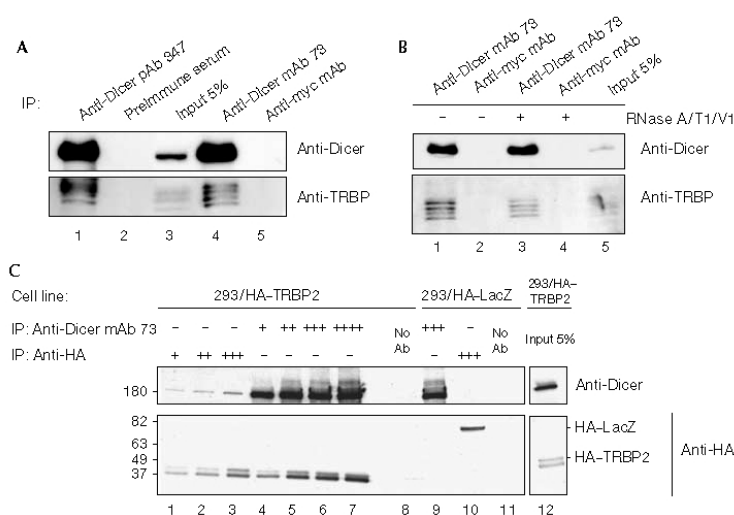 A
IP:
Anti-Dicer pAb 347
Preimmune serum
Input 5%
Anti-Dicer mAb 73
Anti-myc mAb
Anti-Dicer
Anti-TRBP
1 2 3 4 5
B
Anti-Dicer mAb 73
Anti-myc mAb
Anti-Dicer mAb 73
Anti-myc mAb
Input 5%
– – + + RNase A/T1/V1
Anti-Dicer
Anti-TRBP
1 2 3 4 5
C
Cell line: 293/HA–TRBP2 293/HA–LacZ 293/HA–
TRBP2
IP: Anti-Dicer mAb 73 – – – + ++ +++ ++++ No Ab +++ – No Ab Input 5%
IP: Anti-HA + ++ +++ – – – – – +++
180 Anti-Dicer
82 HA–LacZ
63
49 HA–TRBP2 Anti-HA
37
1 2 3 4 5 6 7 8 9 10 11 12